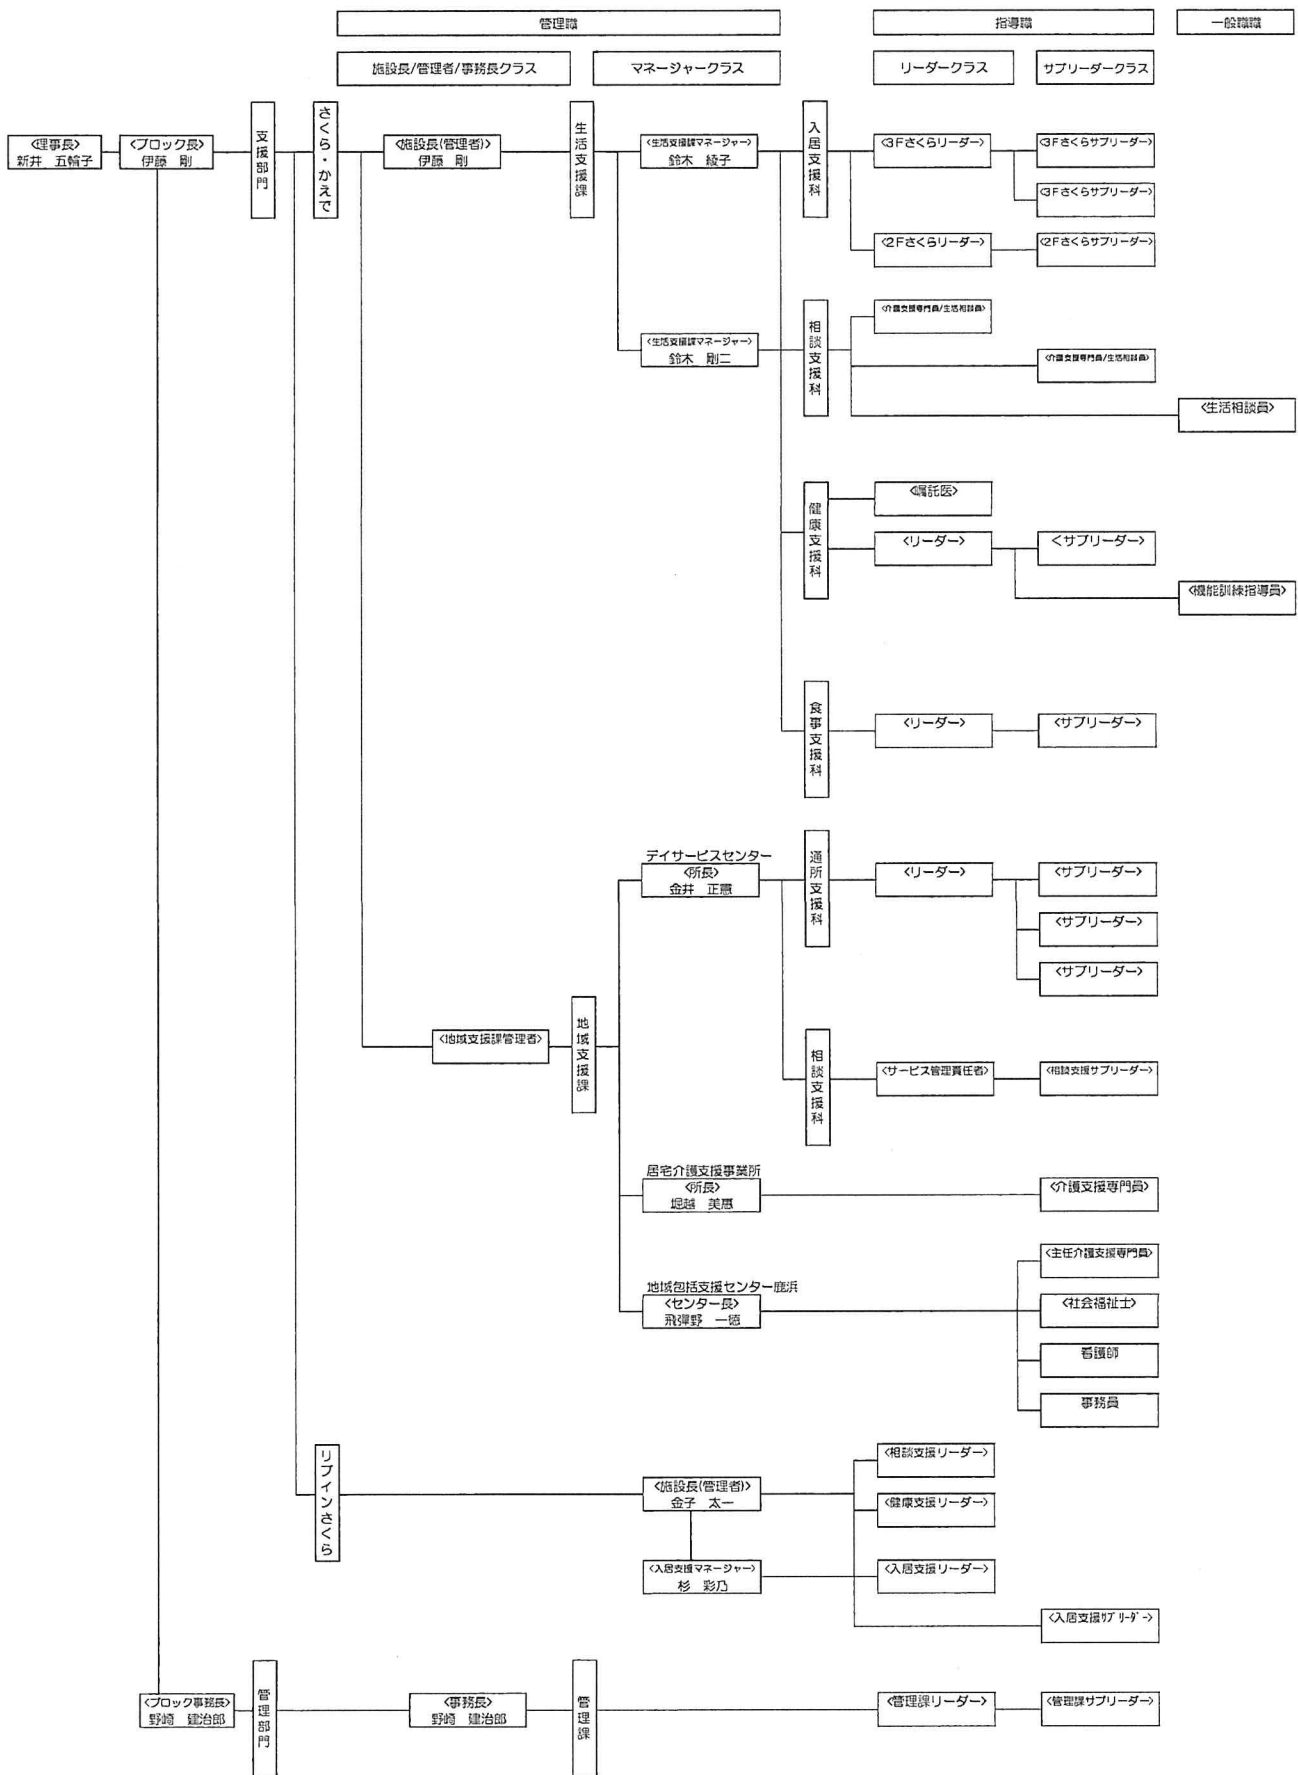 管理職
指導職
一般職職
施設長/管理者/事務長クラス
マネージャークラス
リーダークラス
サブリーダークラス
<理事長>
新井 五輪子
<ブロック長>
伊藤 剛
支援部門
さくら・かえで
<施設長(管理者)>
伊藤 剛
生活支援課
<生活支援課マネージャー>
鈴木 綾子
入居支援科
<3Fさくらリーダー>
<3Fさくらサブリーダー>
<3Fさくらサブリーダー>
<2Fさくらリーダー>
<2Fさくらサブリーダー>
<生活支援課マネージャー>
鈴木 剛二
相談支援科
<介護支援専門員/生活相談員>
<介護支援専門員/生活相談員>
<生活相談員>
健康支援科
<嘱託医>
<リーダー>
<サブリーダー>
<機能訓練指導員>
食事支援科
<リーダー>
<サブリーダー>
デイサービスセンター
<所長>
金井 正憲
通所支援科
<リーダー>
<サブリーダー>
<サブリーダー>
<サブリーダー>
<地域支援課管理者>
地域支援課
相談支援科
<サービス管理責任者>
<相談支援サブリーダー>
居宅介護支援事業所
<所長>
堀越 美惠
<介護支援専門員>
地域包括支援センター鹿浜
<センター長>
飛彈野 一徳
<主任介護支援専門員>
<社会福祉士>
看護師
事務員
リブインさくら
<施設長(管理者)>
金子 太一
<相談支援リーダー>
<健康支援リーダー>
<入居支援マネージャー>
杉 彩乃
<入居支援リーダー>
<入居支援サブリーダー>
<ブロック事務長>
野崎 建治郎
管理部門
<事務長>
野崎 建治郎
管理課
<管理課リーダー>
<管理課サブリーダー>